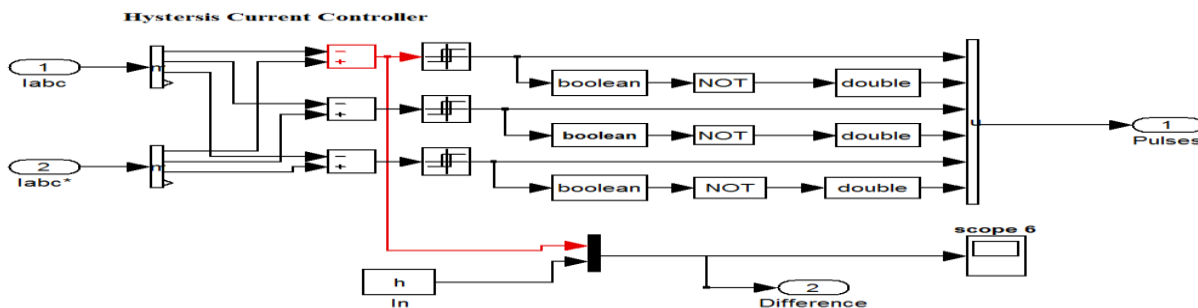 Hystersis Current Controller
1
Iabc
2
Iabc*
m
m
−
+
−
+
−
+
boolean
NOT
double
boolean
NOT
double
boolean
NOT
double
u
1
Pulses
h
In
2
Difference
scope 6